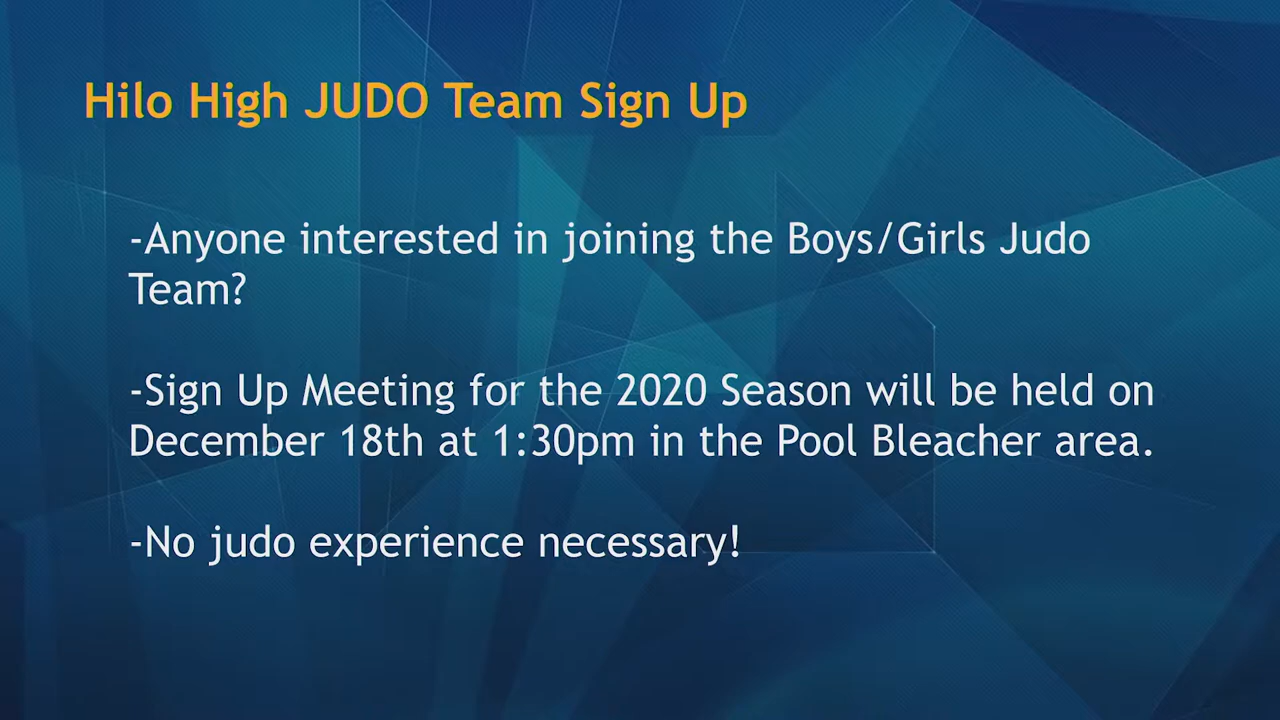 Hilo High JUDO Team Sign Up
-Anyone interested in joining the Boys/Girls Judo
Team?
-Sign Up Meeting for the 2020 Season will be held on
December 18th at 1:30pm in the Pool Bleacher area.
-No judo experience necessary!